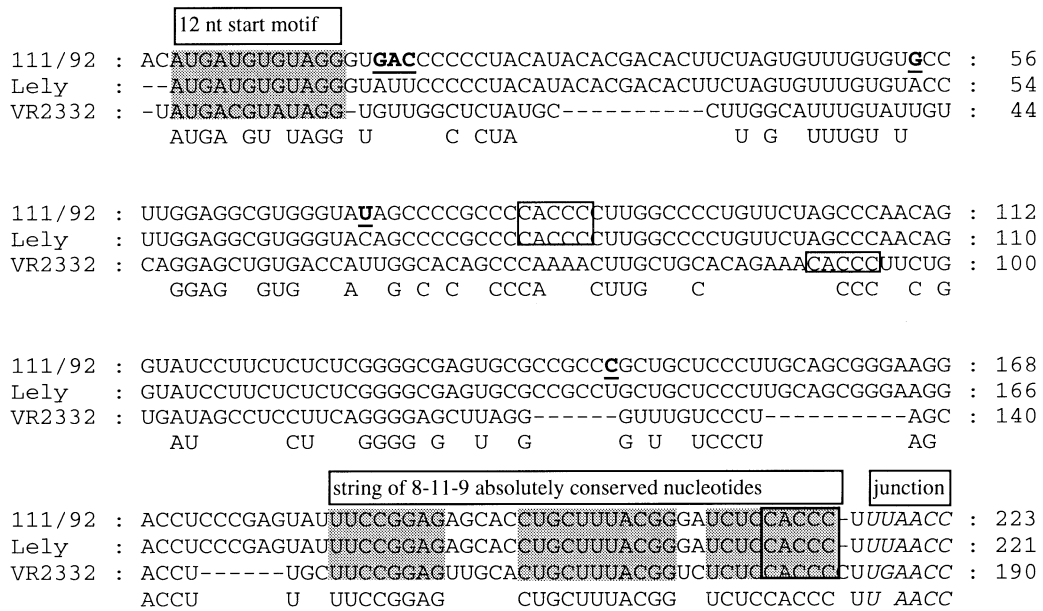 12 nt start motif
111/92 : ACAUGAUGUGUAGGGUGACCCCCCUACAUACACGACACUUCUAGUGUUUGUGUGCC : 56
Lely : --AUGAUGUGUAGGGUAUUCCCCCUACAUACACGACACUUCUAGUGUUUGUGUACC : 54
VR2332 : -UAUGACGUAUAGG-UGUUGGCUCUAUGC----------CUUGGCAUUUGUAUUGU : 44
AUGA GU UAGG U C CUA U G UUUGU U
111/92 : UUGGAGGCGUGGGUAUAGCCCCGCCCCACCCCUUGGCCCCUGUUCUAGCCCAACAG : 112
Lely : UUGGAGGCGUGGGUACAGCCCCGCCCCACCCCUUGGCCCCUGUUCUAGCCCAACAG : 110
VR2332 : CAGGAGCUGUGACCAUUGGCACAGCCCAAAACUUGCUGCACAGAAACACCCUUCUG : 100
GGAG GUG A G C C CCCA CUUG C CCC C G
111/92 : GUAUCCUUCUCUCUCGGGGCGAGUGCGCCGCCCGCUGCUCCCUUGCAGCGGGAAGG : 168
Lely : GUAUCCUUCUCUCUCGGGGCGAGUGCGCCGCCUGCUGCUCCCUUGCAGCGGGAAGG : 166
VR2332 : UGAUAGCCUCCUUCAGGGGAGCUUAGG------GUUUGUCCCU----------AGC : 140
AU CU GGGG G U G G U UCCCU AG
string of 8-11-9 absolutely conserved nucleotides junction
111/92 : ACCUCCCGAGUAUUUCCGGAGAGCACCUGCUUUACGGGAUCUCCACCC-UUUAACC : 223
Lely : ACCUCCCGAGUAUUUCCGGAGAGCACCUGCUUUACGGGAUCUCCACCC-UUUAACC : 221
VR2332 : ACCU------UGCUUCCGGAGUUGCACUGCUUUACGGUCUCUCCACCCCUUGAACC : 190
ACCU U UUCCGGAG CUGCUUUACGG UCUCCACCC UU AACC